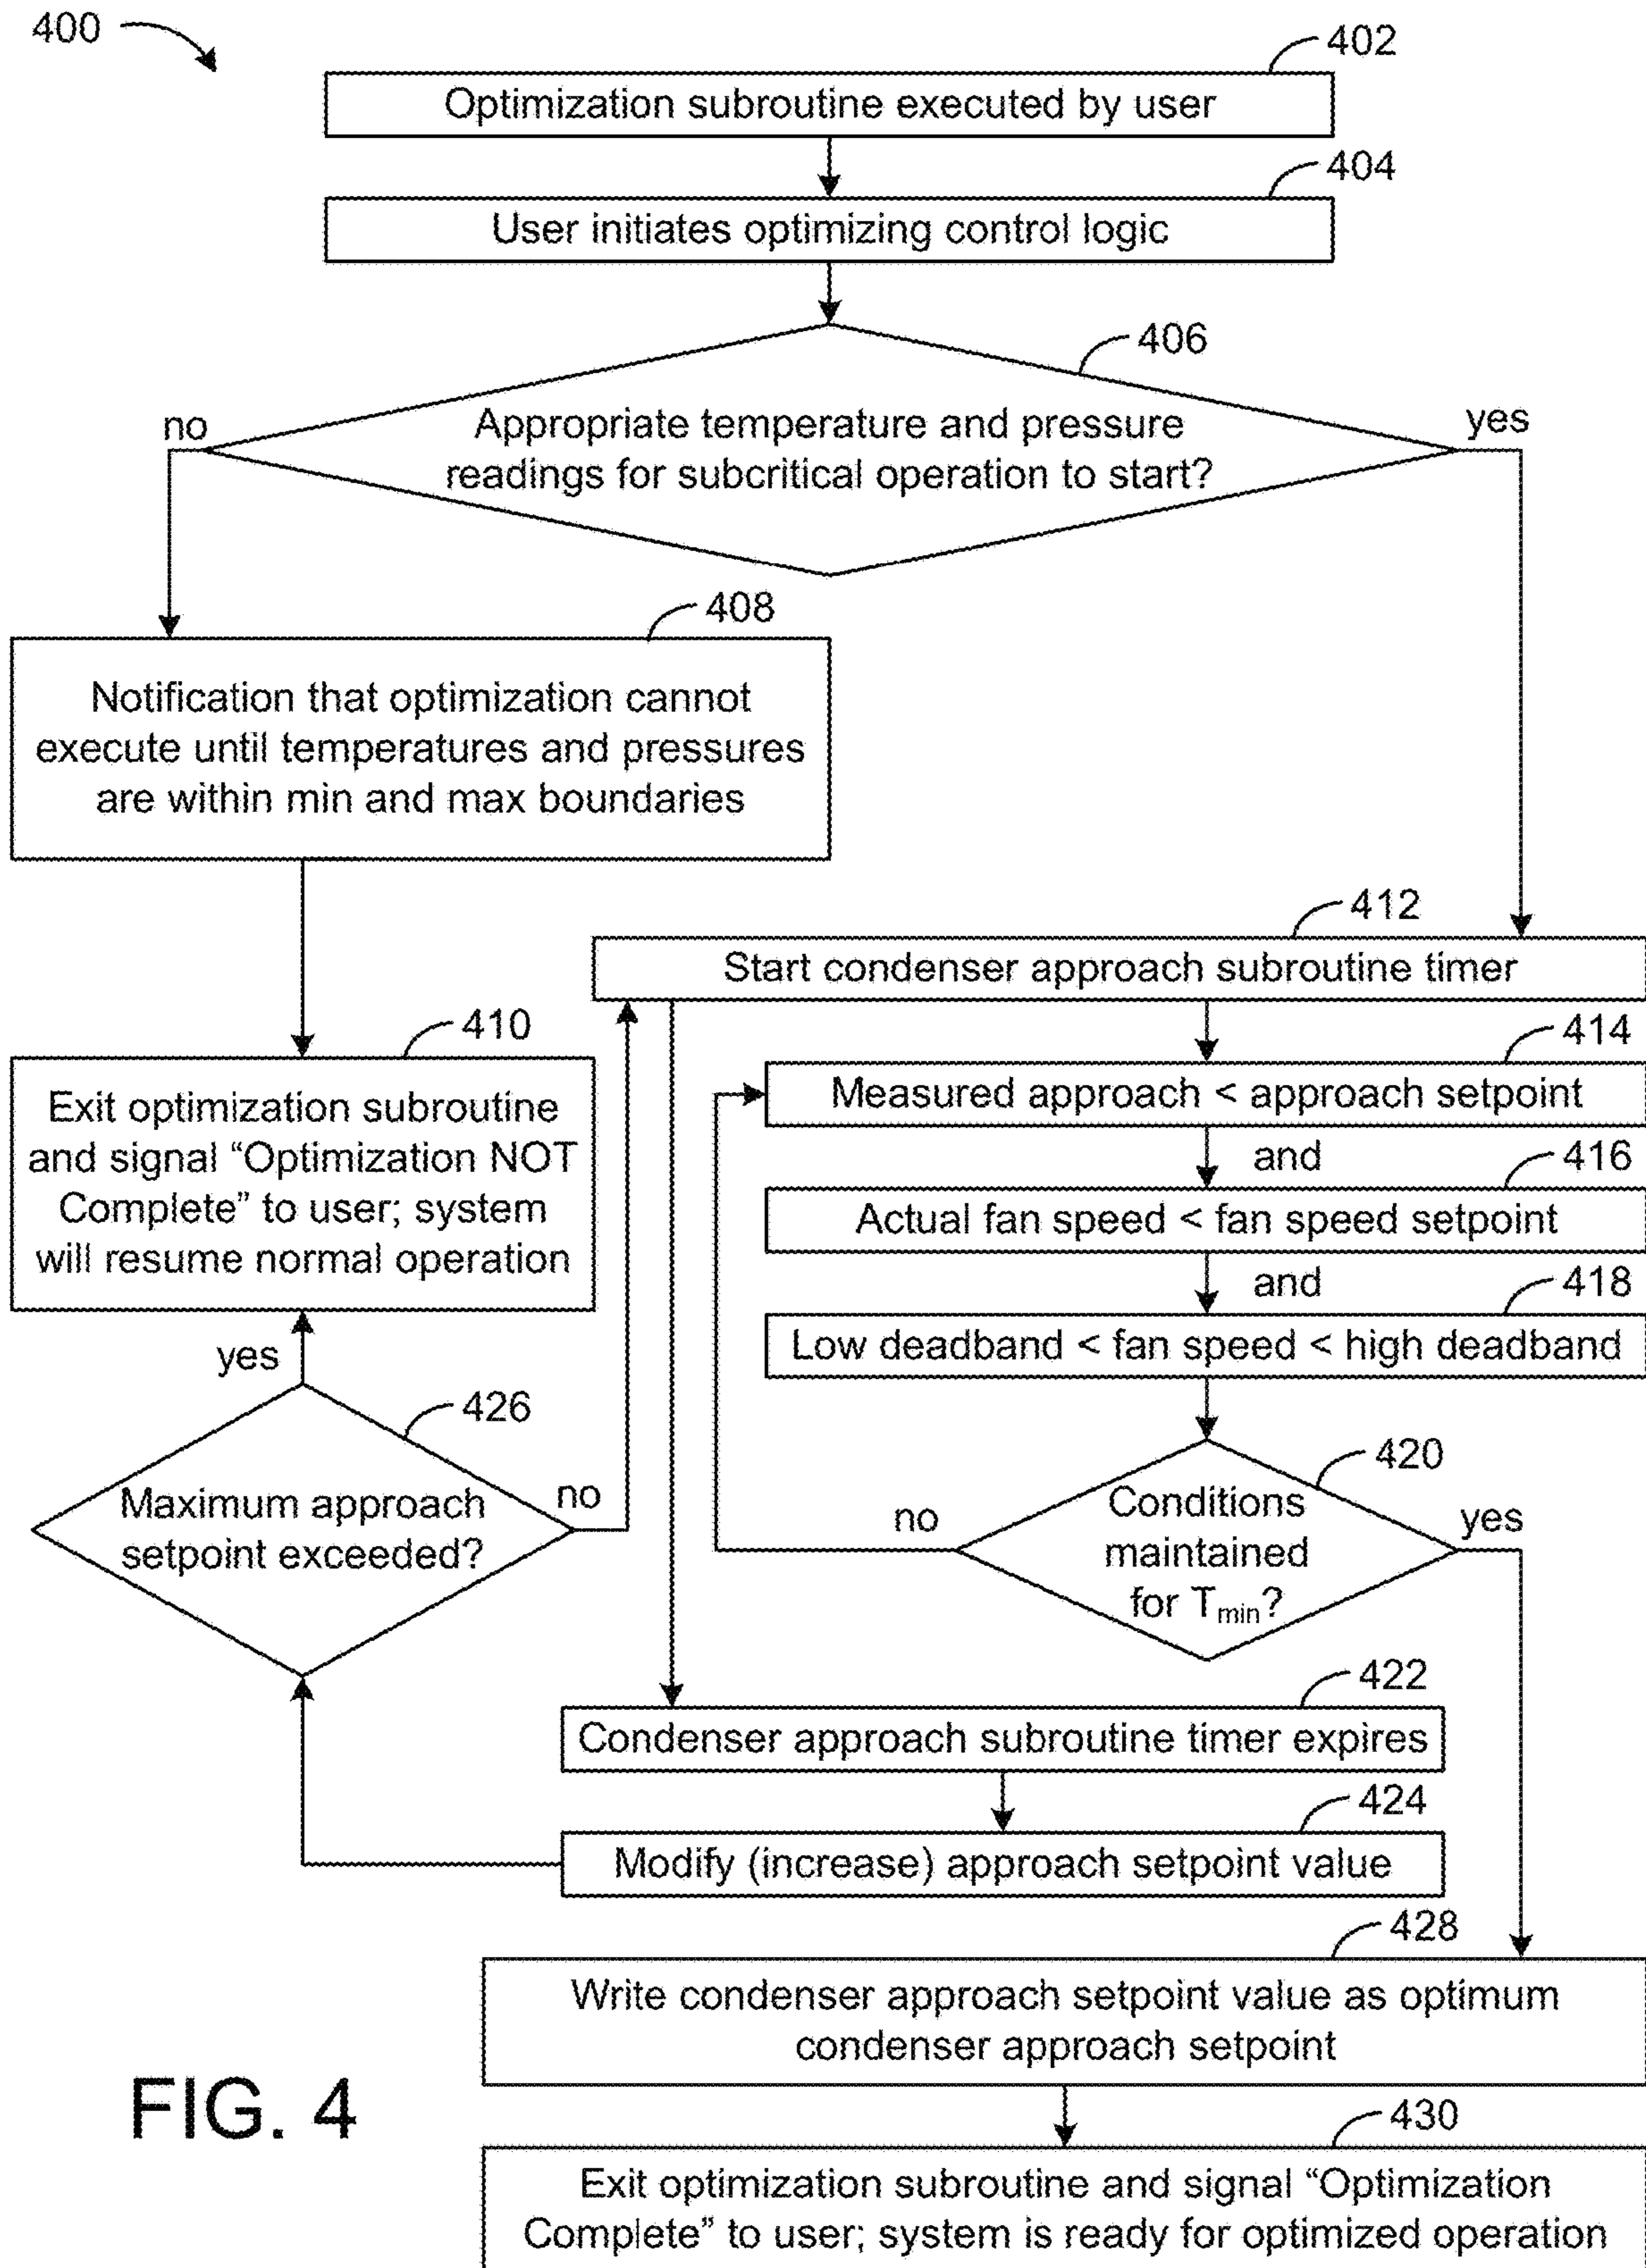 400
402
Optimization subroutine executed by user
404
User initiates optimizing control logic
406
no
Appropriate temperature and pressure
readings for subcritical operation to start?
yes
408
Notification that optimization cannot
execute until temperatures and pressures
are within min and max boundaries
412
Start condenser approach subroutine timer
410
Exit optimization subroutine
and signal “Optimization NOT
Complete” to user; system
will resume normal operation
414
Measured approach < approach setpoint
and
416
Actual fan speed < fan speed setpoint
and
418
Low deadband < fan speed < high deadband
yes
426
Maximum approach
setpoint exceeded?
no
420
no
Conditions
maintained
for Tmin?
yes
422
Condenser approach subroutine timer expires
424
Modify (increase) approach setpoint value
428
Write condenser approach setpoint value as optimum
condenser approach setpoint
430
Exit optimization subroutine and signal “Optimization
Complete” to user; system is ready for optimized operation
FIG. 4